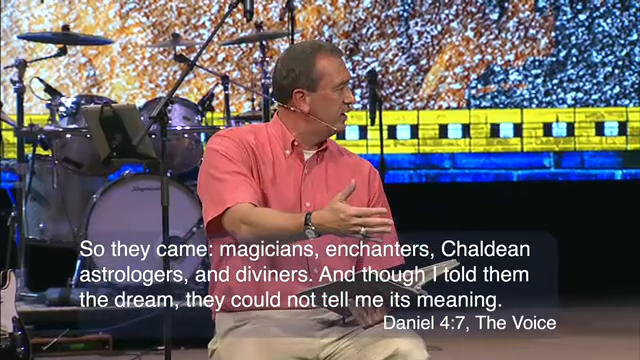 So they came: magicians, enchanters, Chaldean
astrologers, and diviners. And though I told them
the dream, they could not tell me its meaning.
Daniel 4:7, The Voice